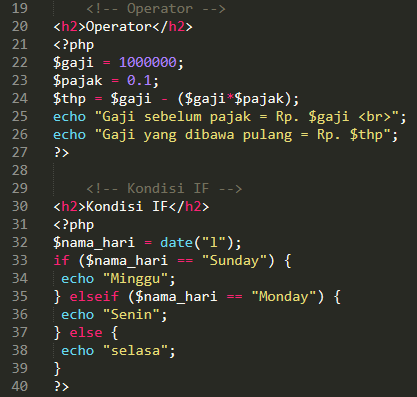 19 <!-- Operator -->
20 <h2>Operator</h2>
21 <?php
22 $gaji = 1000000;
23 $pajak = 0.1;
24 $thp = $gaji - ($gaji*$pajak);
25 echo "Gaji sebelum pajak = Rp. $gaji <br>";
26 echo "Gaji yang dibawa pulang = Rp. $thp";
27 ?>
28
29 <!-- Kondisi IF -->
30 <h2>Kondisi IF</h2>
31 <?php
32 $nama_hari = date("l");
33 if ($nama_hari == "Sunday") {
34 echo "Minggu";
35 } elseif ($nama_hari == "Monday") {
36 echo "Senin";
37 } else {
38 echo "selasa";
39 }
40 ?>